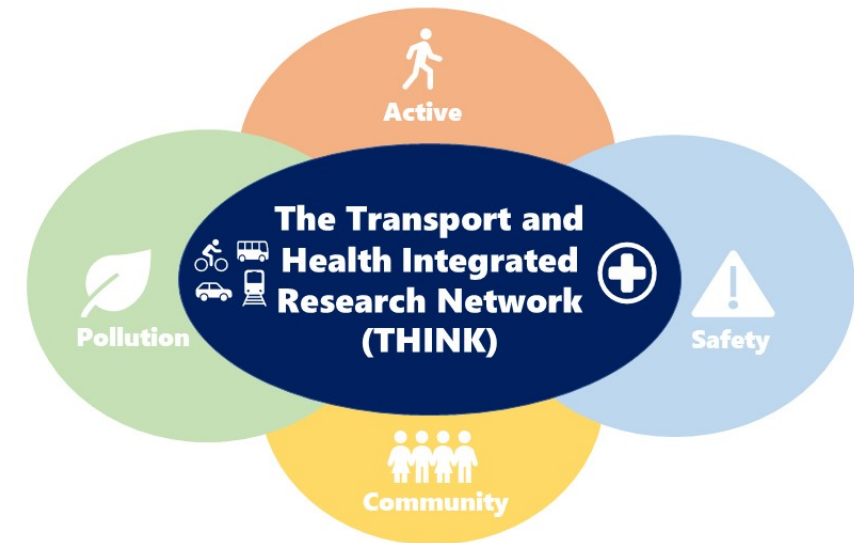 Active
The Transport and
Health Integrated
Research Network
(THINK)
Pollution
Safety
Community